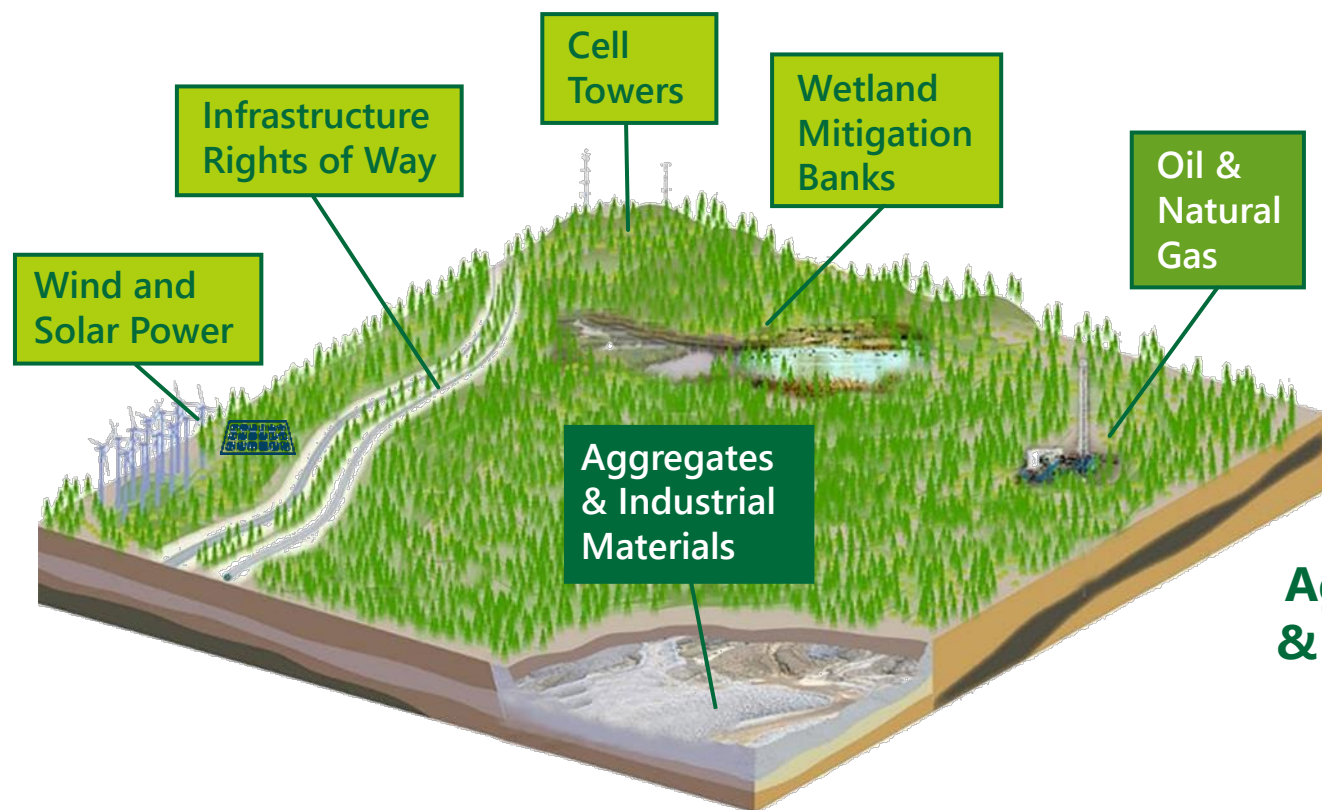 Cell
Towers
Infrastructure
Rights of Way
Wetland
Mitigation
Banks
Oil &
Natural
Gas
Wind and
Solar Power
Aggregates
& Industrial
Materials
&